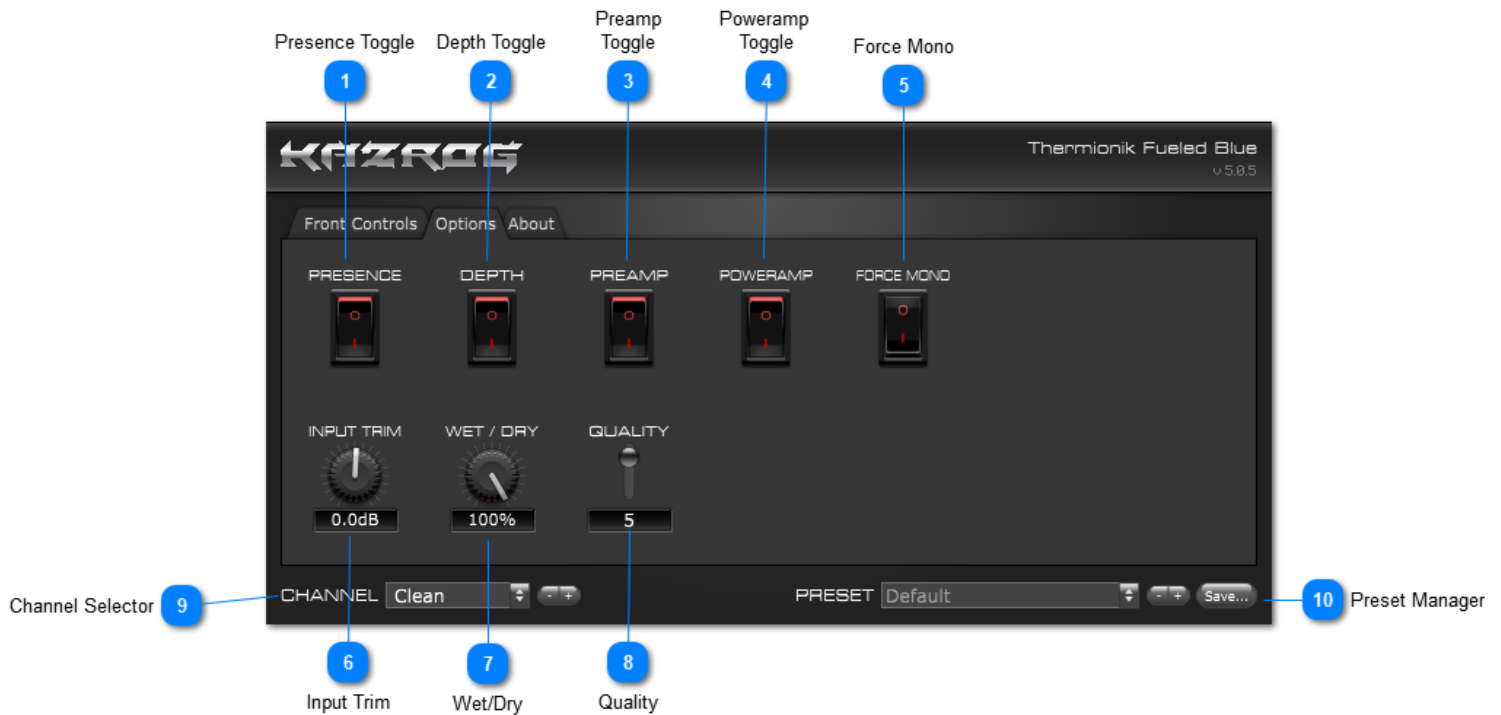 Preamp
Toggle
Poweramp
Toggle
Presence Toggle
Depth Toggle
Force Mono
1
2
3
4
5
KAZROG
Thermionik Fueled Blue
v 5.0.5
Front Controls
Options
About
PRESENCE
DEPTH
PREAMP
POWERAMP
FORCE MONO
INPUT TRIM
WET / DRY
QUALITY
0.0dB
100%
5
Channel Selector
9
CHANNEL
Clean
- +
PRESET
Default
- +
Save...
10
Preset Manager
6
7
8
Input Trim
Wet/Dry
Quality